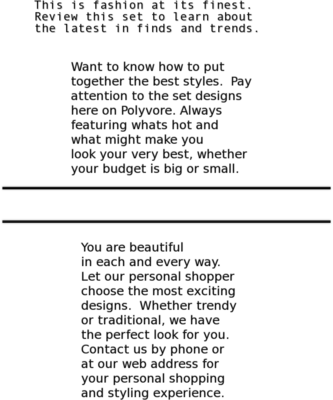 This is fashion at its finest.
Review this set to learn about
the latest in finds and trends.
Want to know how to put
together the best styles.  Pay
attention to the set designs
here on Polyvore. Always
featuring whats hot and
what might make you
look your very best, whether
your budget is big or small.
You are beautiful
in each and every way.
Let our personal shopper
choose the most exciting
designs.  Whether trendy
or traditional, we have
the perfect look for you.
Contact us by phone or
at our web address for
your personal shopping
and styling experience.